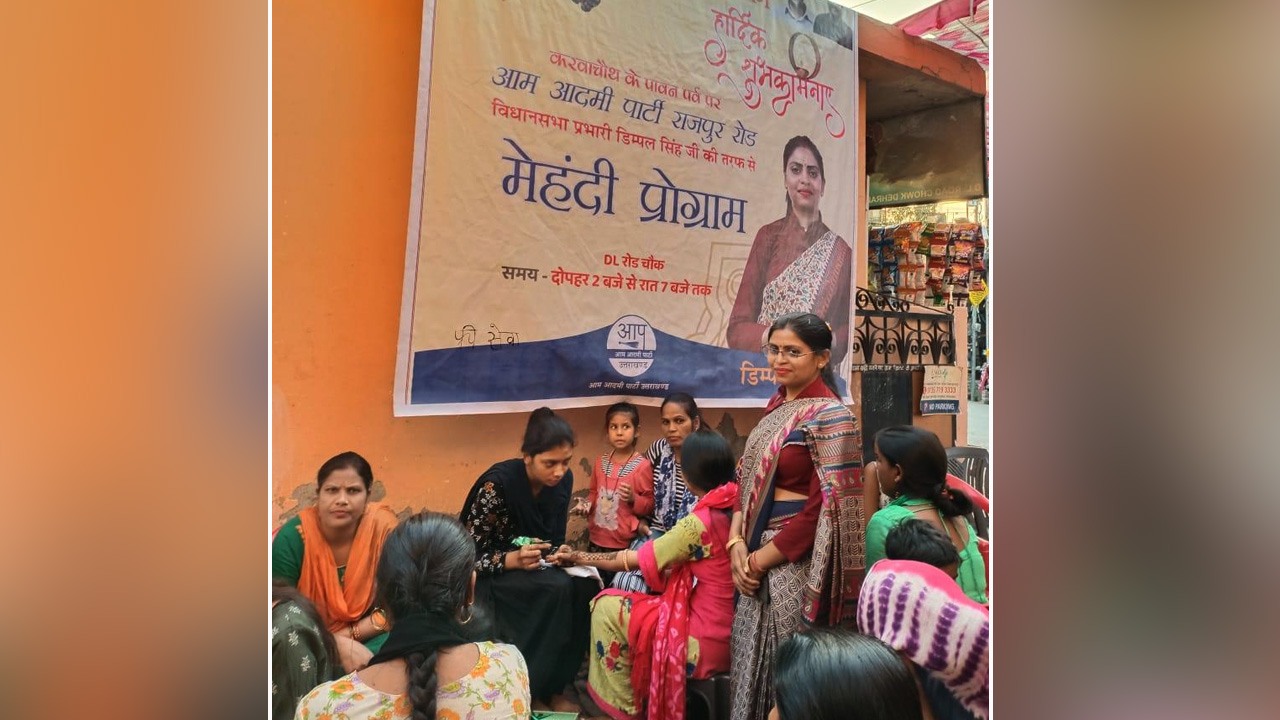 हार्दिक
शुभकामनाएं
करवाचौथ के पावन पर्व पर
आम आदमी पार्टी राजपुर रोड
विधानसभा प्रभारी डिम्पल सिंह जी की तरफ से
मेहंदी प्रोग्राम
DL रोड चौक
समय - दोपहर 2 बजे से रात 7 बजे तक
फ्री सेवा
आप
आम आदमी पार्टी
उत्तराखण्ड
आम आदमी पार्टी उत्तराखण्ड
NO PARKING